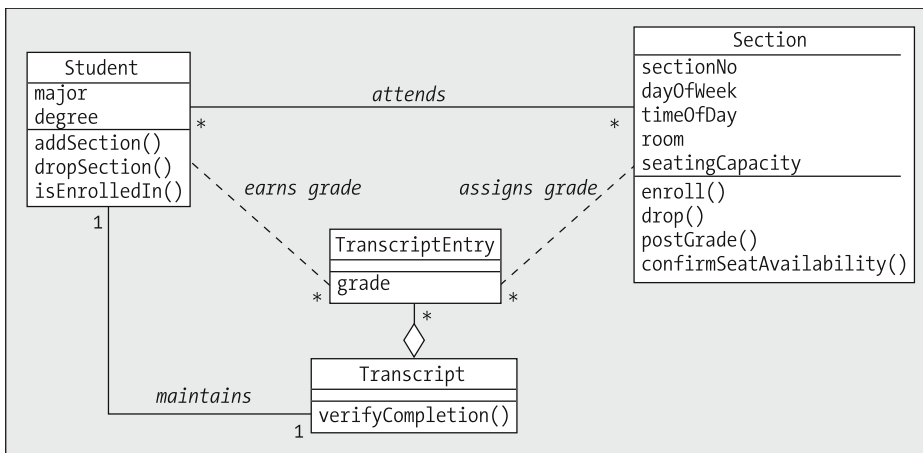 Student
major
degree
addSection()
dropSection()
isEnrolledIn()
attends
*
*
Section
sectionNo
dayOfWeek
timeOfDay
room
seatingCapacity
enroll()
drop()
postGrade()
confirmSeatAvailability()
earns grade
assigns grade
1
TranscriptEntry
grade
*
*
*
Transcript
verifyCompletion()
maintains
1